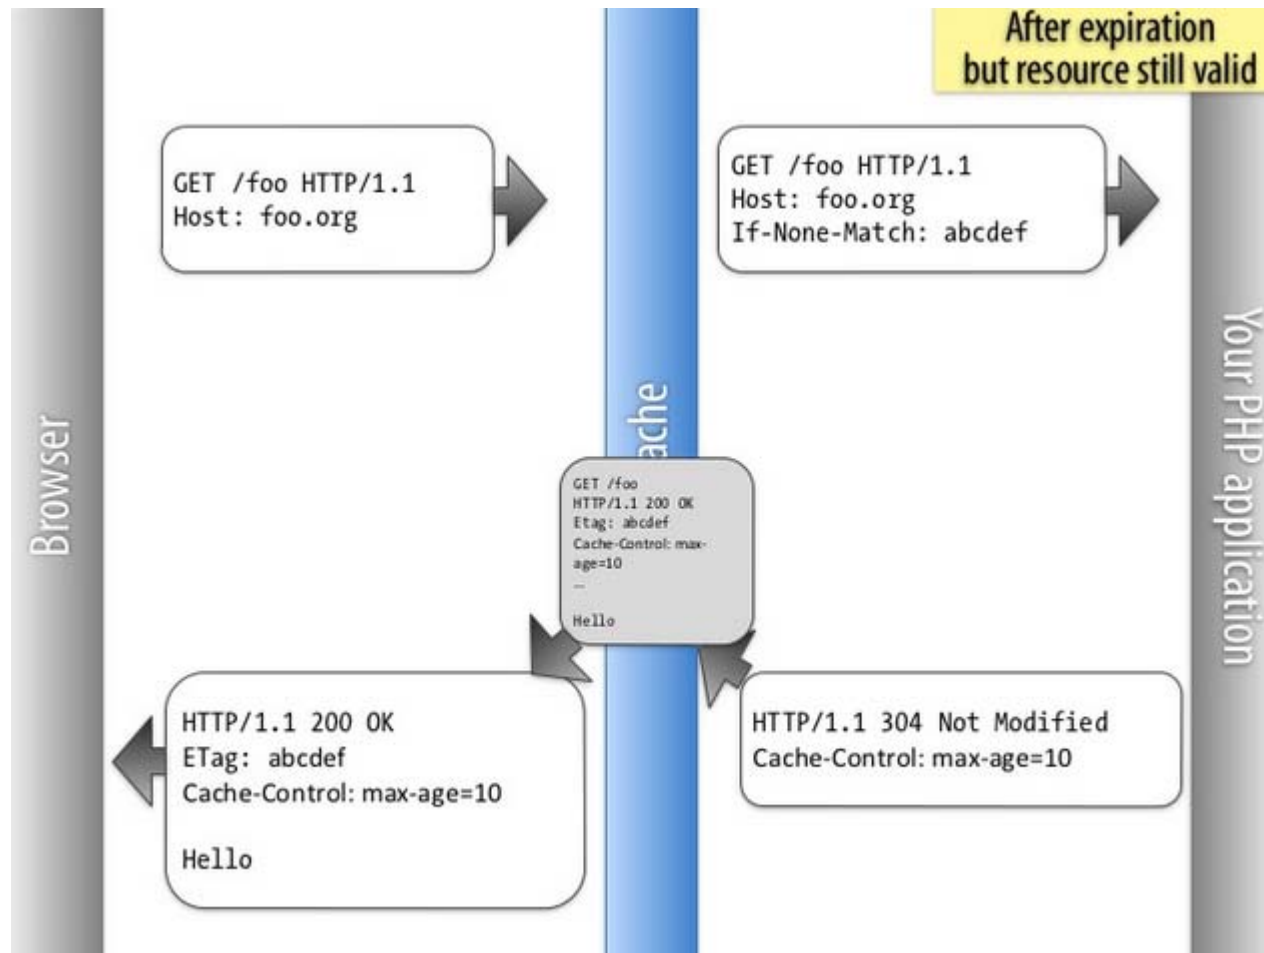 After expiration
but resource still valid
GET /foo HTTP/1.1
Host: foo.org
GET /foo HTTP/1.1
Host: foo.org
If-None-Match: abcdef
Browser
ache
Your PHP application
GET /foo
HTTP/1.1 200 OK
Etag: abcdef
Cache-Control: max-
age=10
...
Hello
HTTP/1.1 200 OK
ETag: abcdef
Cache-Control: max-age=10
Hello
HTTP/1.1 304 Not Modified
Cache-Control: max-age=10